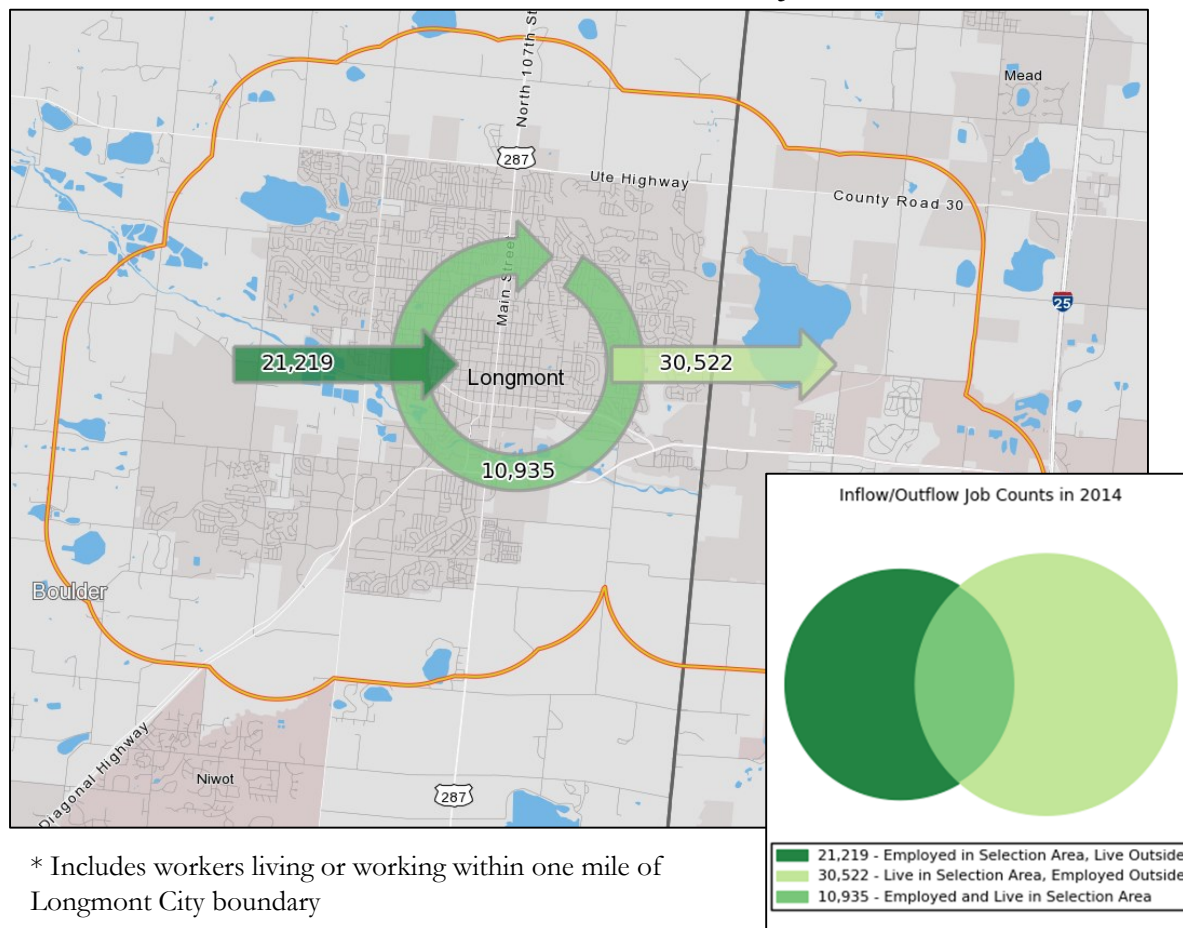 North 107th St
Mead
287
Ute Highway
County Road 30
Main Street
25
21,219
30,522
Longmont
10,935
Inflow/Outflow Job Counts in 2014
Boulder
Niwot
Diagonal Highway
287
21,219 - Employed in Selection Area, Live Outside
30,522 - Live in Selection Area, Employed Outside
10,935 - Employed and Live in Selection Area
* Includes workers living or working within one mile of
Longmont City boundary